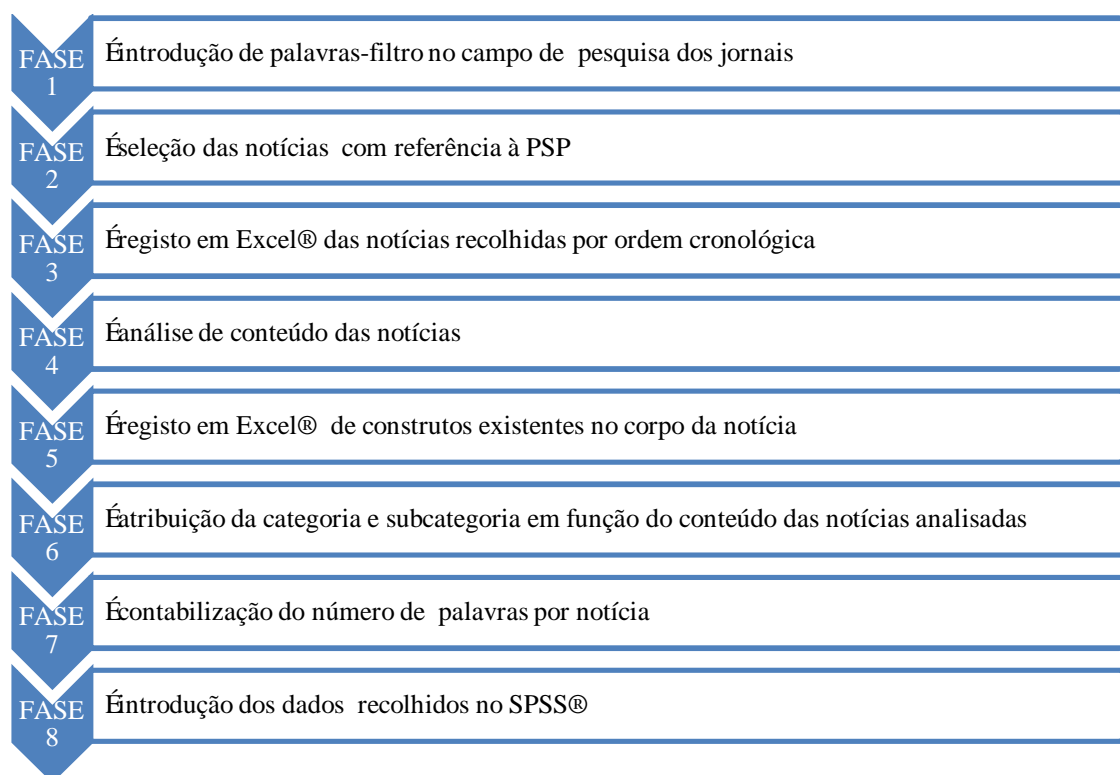 FASE
1
Éintrodução de palavras-filtro no campo de pesquisa dos jornais
FASE
2
Éseleção das notícias com referência à PSP
FASE
3
Éregisto em Excel® das notícias recolhidas por ordem cronológica
FASE
4
Éanálise de conteúdo das notícias
FASE
5
Éregisto em Excel® de construtos existentes no corpo da notícia
FASE
6
Éatribuição da categoria e subcategoria em função do conteúdo das notícias analisadas
FASE
7
Écontabilização do número de palavras por notícia
FASE
8
Éintrodução dos dados recolhidos no SPSS®